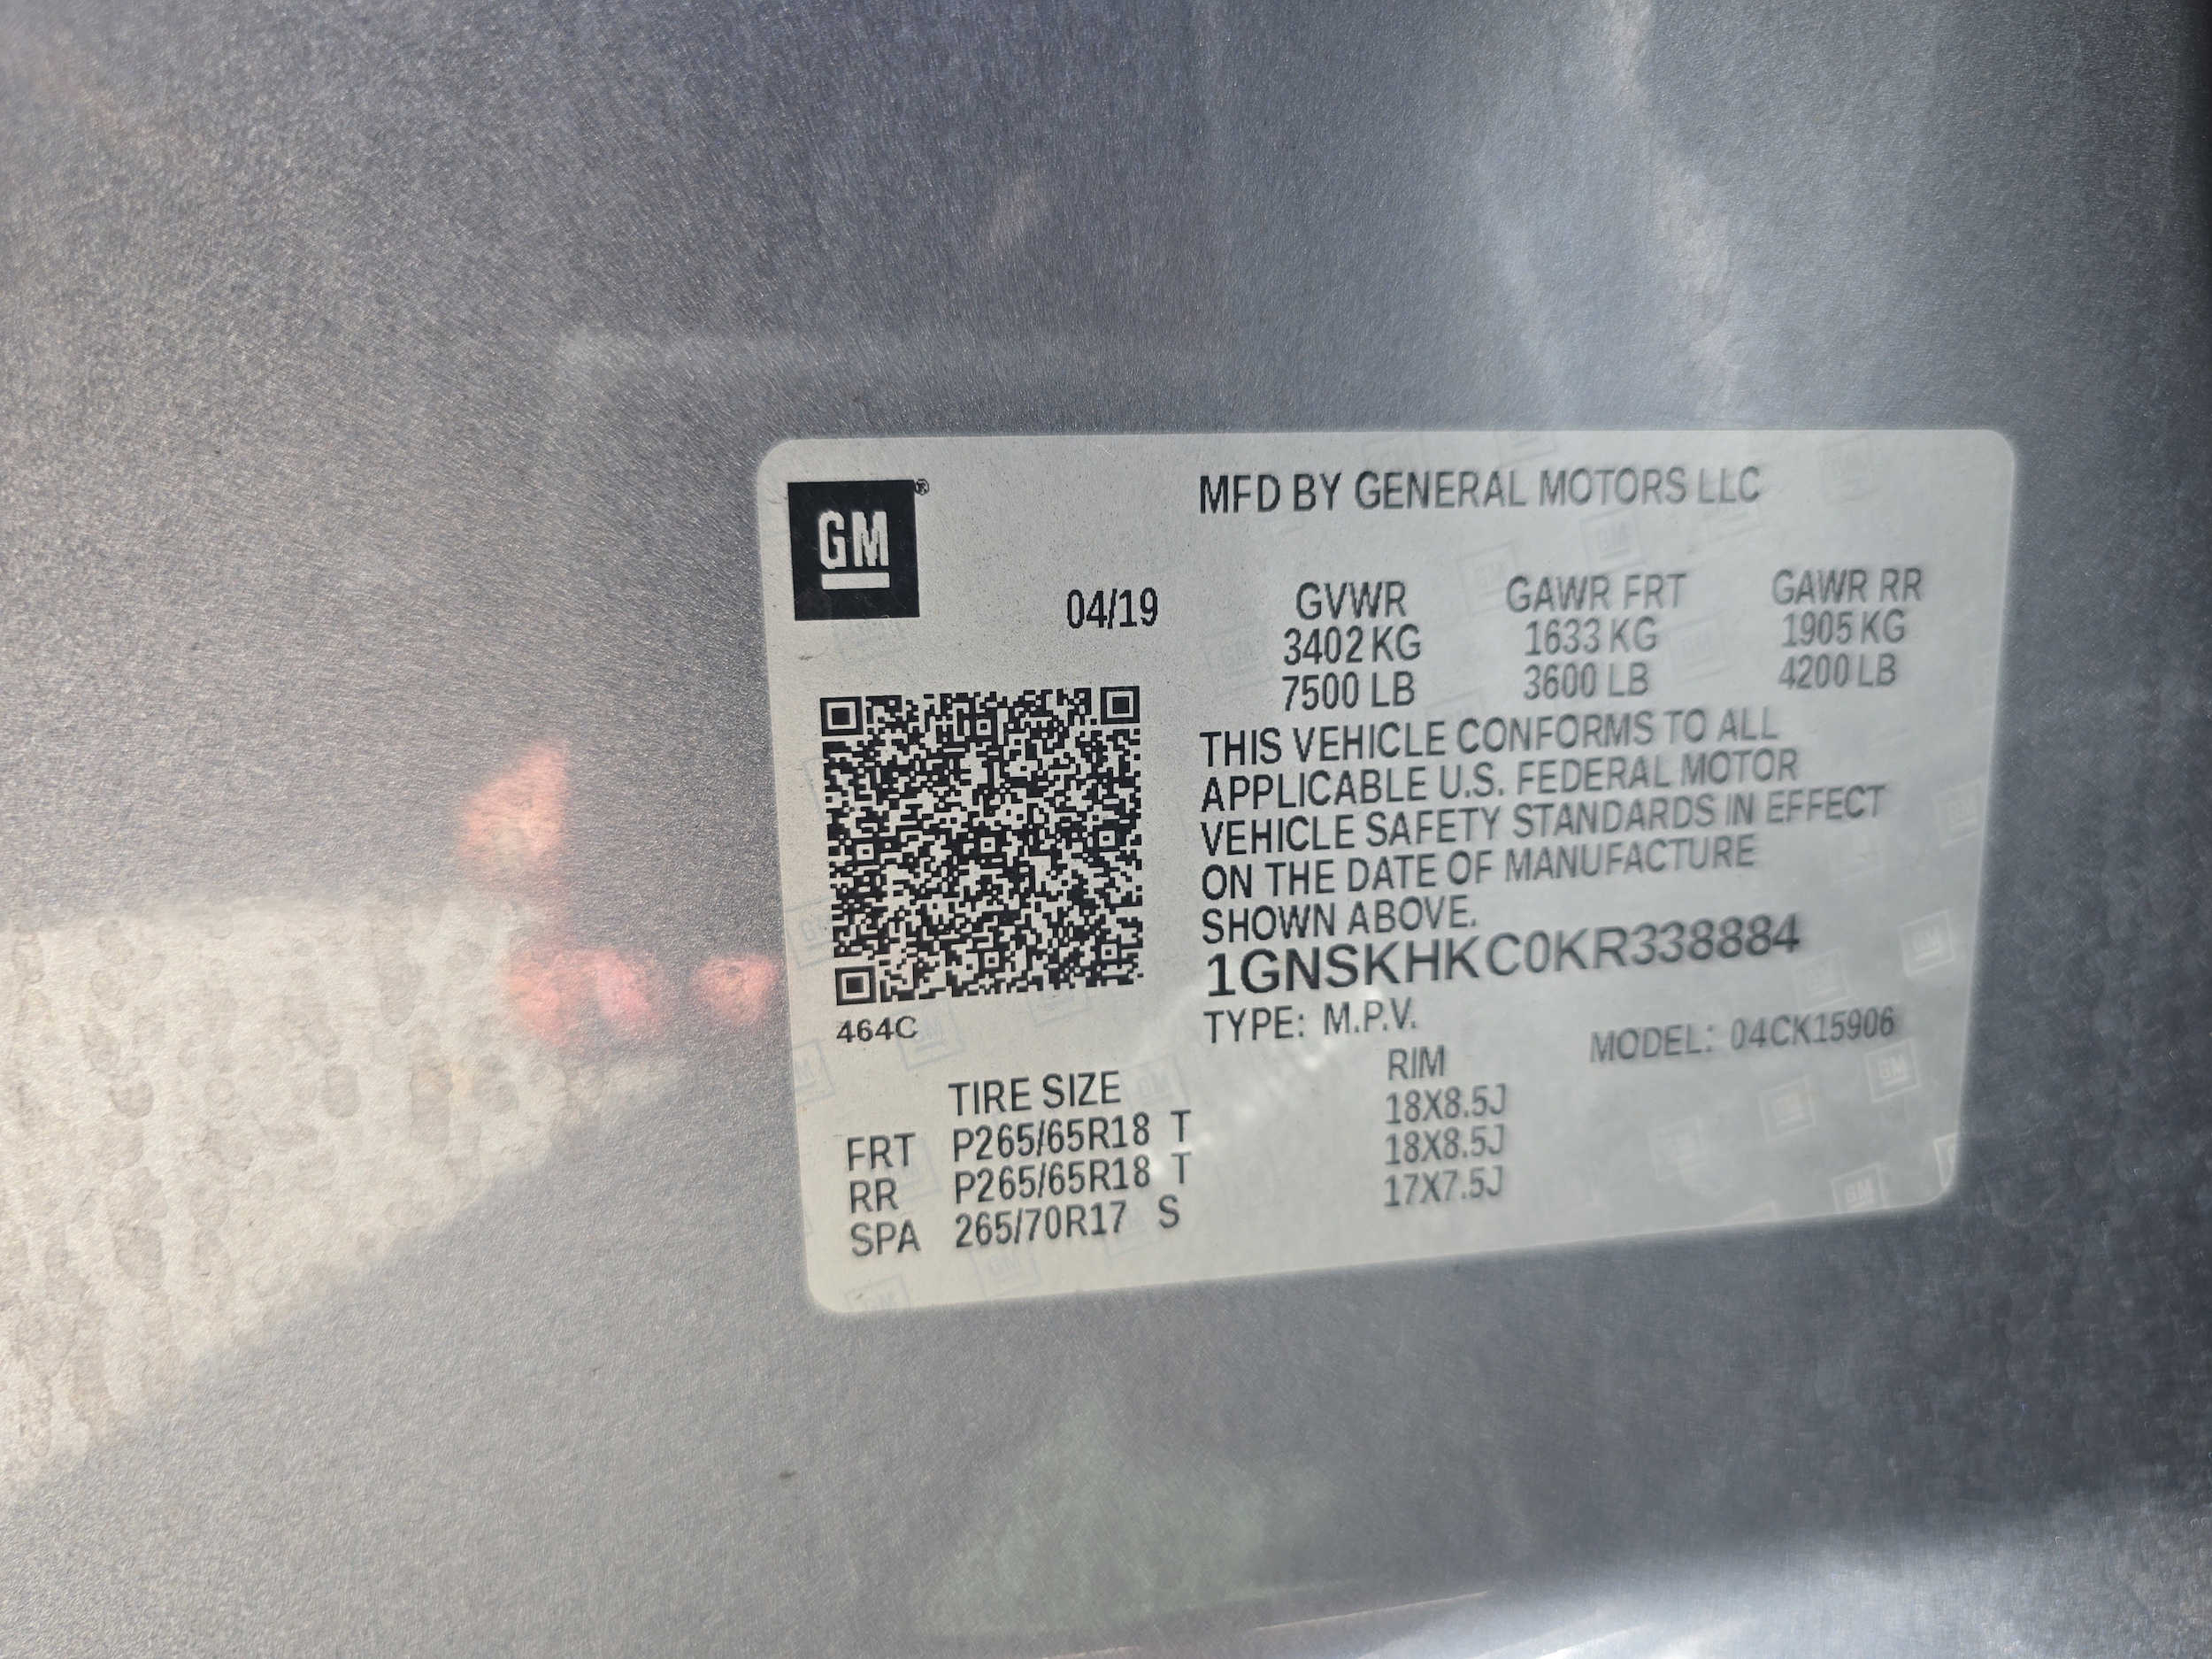 GM®
MFD BY GENERAL MOTORS LLC
04/19
GVWR GAWR FRT GAWR RR
3402 KG 1633 KG 1905 KG
7500 LB 3600 LB 4200 LB
THIS VEHICLE CONFORMS TO ALL
APPLICABLE U.S. FEDERAL MOTOR
VEHICLE SAFETY STANDARDS IN EFFECT
ON THE DATE OF MANUFACTURE
SHOWN ABOVE.
1GNSKHKC0KR338884
464C
TYPE: M.P.V. MODEL: 04CK15906
TIRE SIZE RIM
FRT P265/65R18 T 18X8.5J
RR P265/65R18 T 18X8.5J
SPA 265/70R17 S 17X7.5J